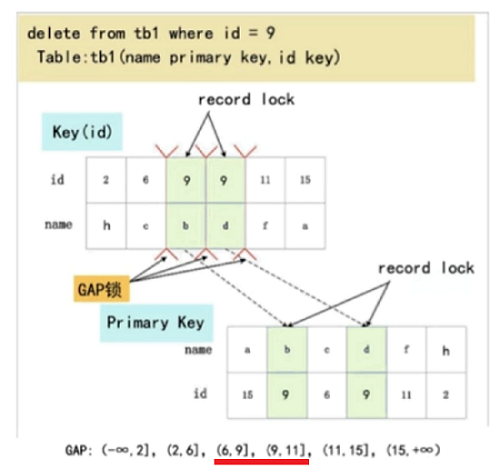 delete from tb1 where id = 9
Table:tb1(name primary key,id key)
record lock
Key(id)
id 2 6 9 9 11 15
name h c b d f a
GAP锁
record lock
Primary Key
name a b c d f h
id 15 9 6 9 11 2
GAP: (-∞,2], (2,6], (6,9], (9,11], (11,15], (15,+∞)